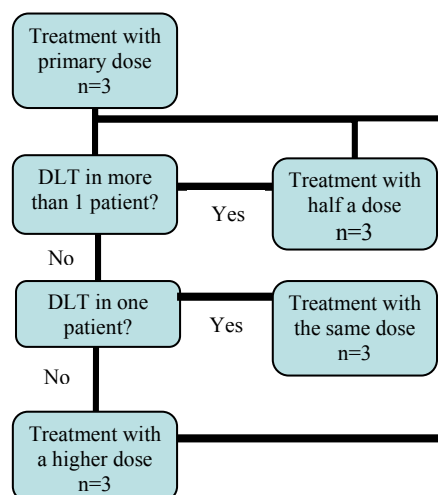 Treatment with
primary dose
n=3
DLT in more
than 1 patient?
Yes
Treatment with
half a dose
n=3
No
DLT in one
patient?
Yes
Treatment with
the same dose
n=3
No
Treatment with
a higher dose
n=3